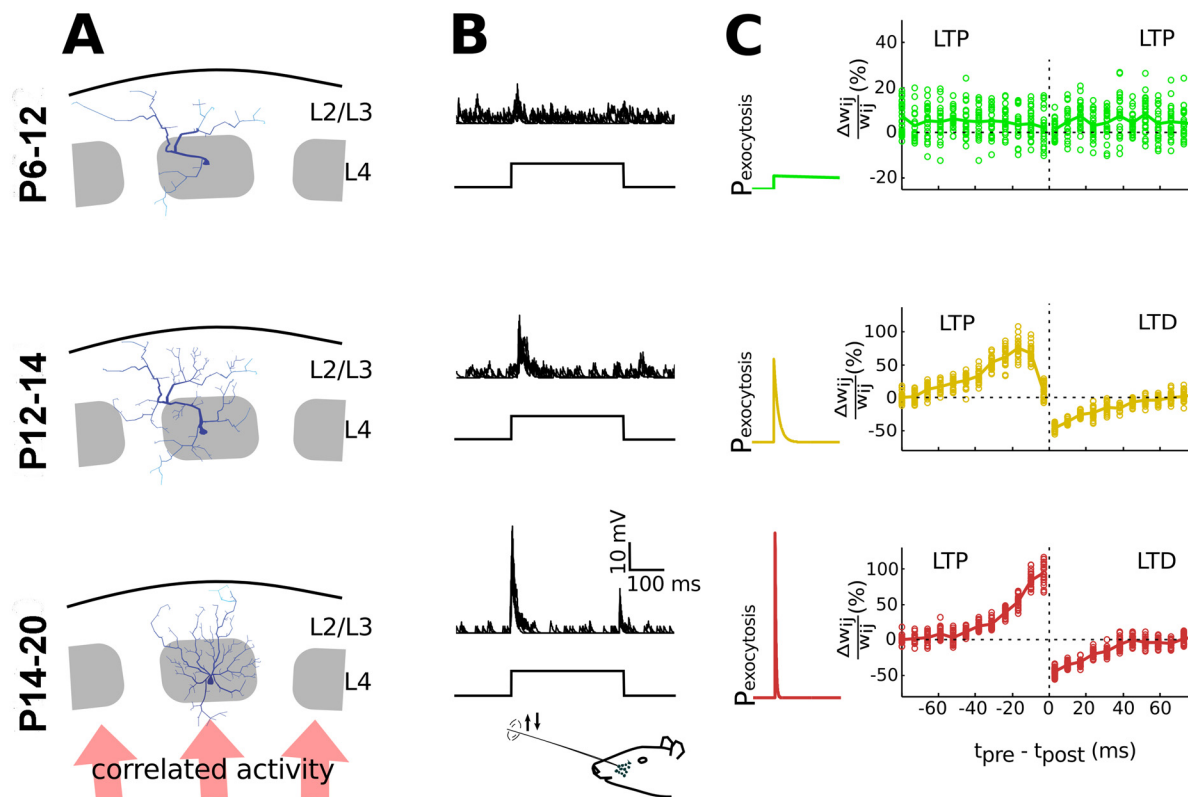 A
B
C
P6-12
L2/L3
L4
Pexocytosis
Δwij
wij
(%)
40
20
0
-20
LTP
LTP
P12-14
L2/L3
L4
Pexocytosis
Δwij
wij
(%)
100
50
0
-50
LTP
LTD
P14-20
L2/L3
L4
correlated activity
10 mV
100 ms
Pexocytosis
Δwij
wij
(%)
100
50
0
-50
LTP
LTD
-60 -40 -20 0 20 40 60
tpre - tpost (ms)